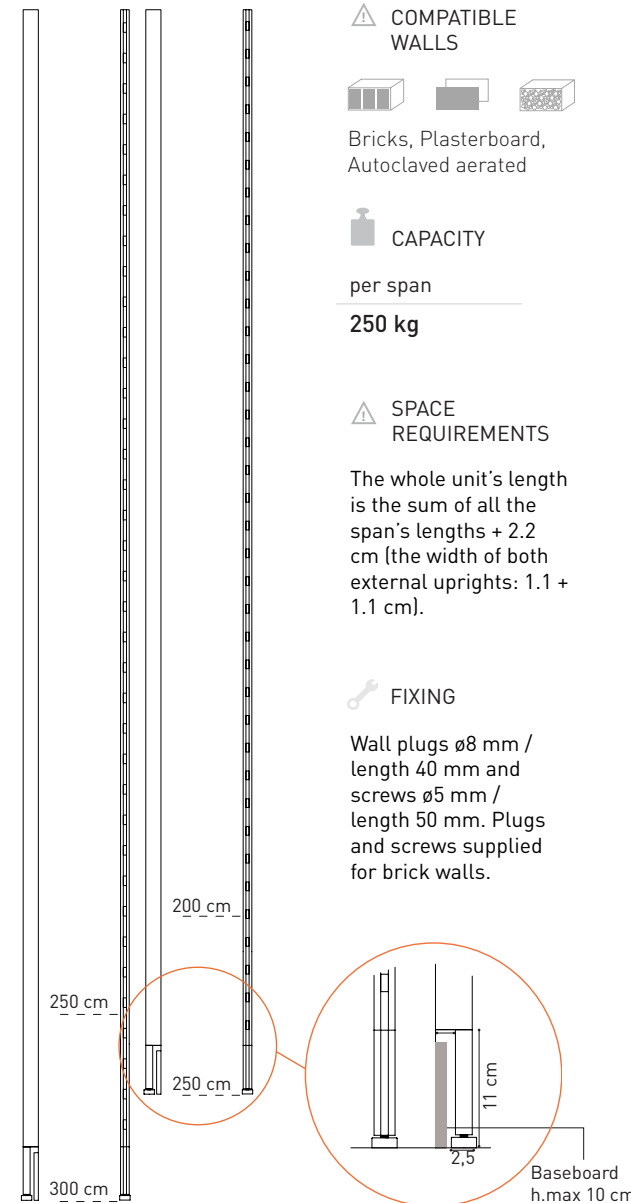 COMPATIBLE
WALLS
Bricks, Plasterboard,
Autoclaved aerated
CAPACITY
per span
250 kg
SPACE
REQUIREMENTS
The whole unit’s length
is the sum of all the
span’s lengths + 2.2
cm (the width of both
external uprights: 1.1 +
1.1 cm).
FIXING
Wall plugs ø8 mm /
length 40 mm and
screws ø5 mm /
length 50 mm. Plugs
and screws supplied
for brick walls.
200 cm
250 cm
250 cm
300 cm
11 cm
2,5
Baseboard
h.max 10 cm